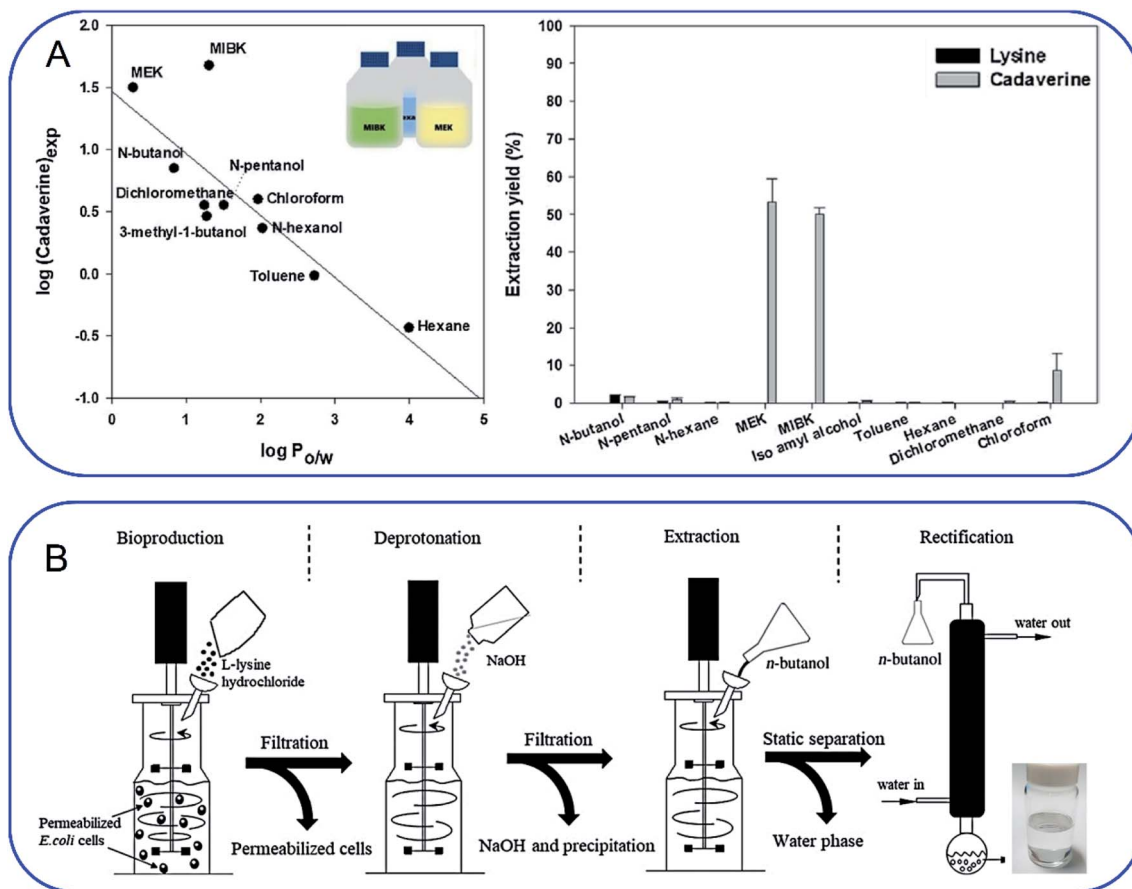 A
2.0
1.5
1.0
0.5
0.0
-0.5
-1.0
log (Cadaverine)exp
MEK
MIBK
N-butanol
N-pentanol
Dichloromethane
Chloroform
3-methyl-1-butanol
N-hexanol
Toluene
Hexane
0 1 2 3 4 5
log P o/w
MIBK
MEK
100
90
80
70
60
50
40
30
20
10
0
Extraction yield (%)
Lysine
Cadaverine
N-butanol
N-pentanol
N-hexane
MEK
MIBK
Iso amyl alcohol
Toluene
Hexane
Dichloromethane
Chloroform
B
Bioproduction
Deprotonation
Extraction
Rectification
L-lysine
hydrochloride
NaOH
n-butanol
n-butanol
water out
Filtration
Filtration
Static separation
water in
Permeabilized
E.coli cells
Permeabilized cells
NaOH and precipitation
Water phase